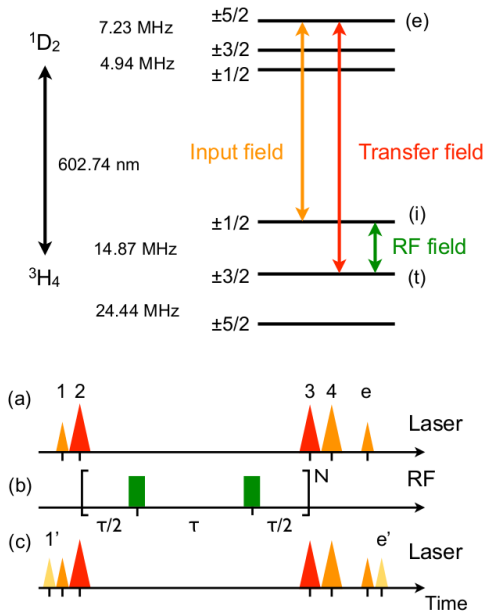 ±5/2 (e)
7.23 MHz
¹D₂ ±3/2
4.94 MHz ±1/2
Input field Transfer field
602.74 nm
±1/2 (i)
14.87 MHz RF field
³H₄ ±3/2 (t)
24.44 MHz
±5/2
(a) 1 2 3 4 e Laser
(b) N RF
τ/2 τ τ/2
(c) 1' e' Laser
Time